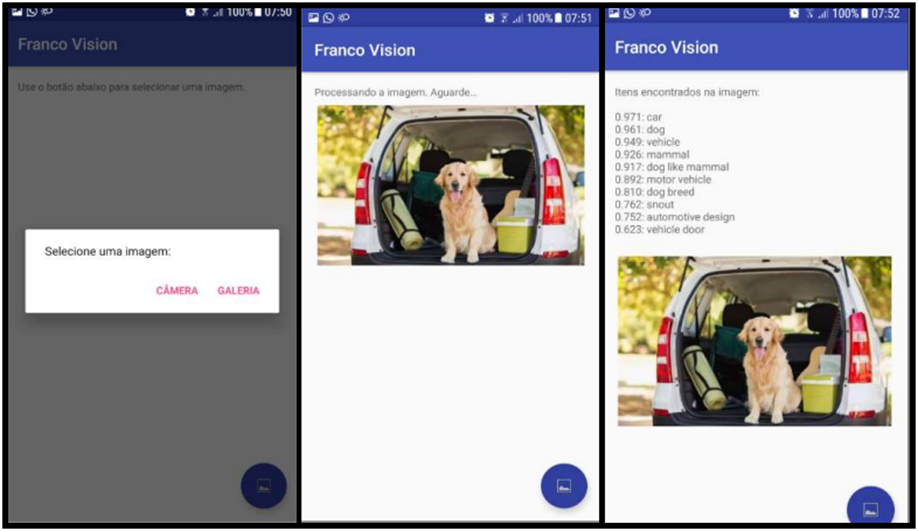 100% 07:50
Franco Vision
Use o botão abaixo para selecionar uma imagem.
Selecione uma imagem:
CÂMERA GALERIA
100% 07:51
Franco Vision
Processando a imagem. Aguarde...
100% 07:52
Franco Vision
Itens encontrados na imagem:
0.971: car
0.961: dog
0.949: vehicle
0.926: mammal
0.917: dog like mammal
0.892: motor vehicle
0.810: dog breed
0.762: snout
0.752: automotive design
0.623: vehicle door